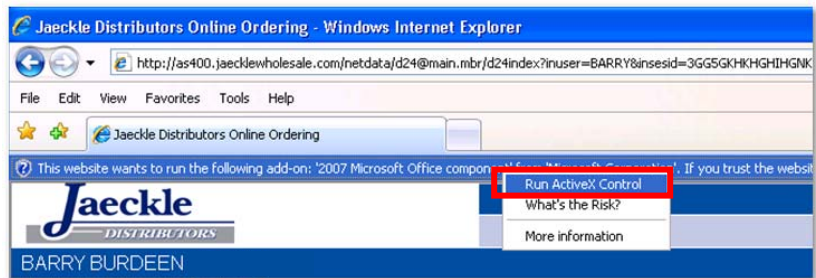 Jaeckle Distributors Online Ordering - Windows Internet Explorer
http://as400.jaecklewholesale.com/netdata/d24@main.mbr/d24index?inuser=BARRY&insesid=3GG5GKHKHGHIHGNK
File Edit View Favorites Tools Help
Jaeckle Distributors Online Ordering
This website wants to run the following add-on: '2007 Microsoft Office component' from 'Microsoft Corporation'. If you trust the websit
Run ActiveX Control
What's the Risk?
More information
Jaeckle
DISTRIBUTORS
BARRY BURDEEN